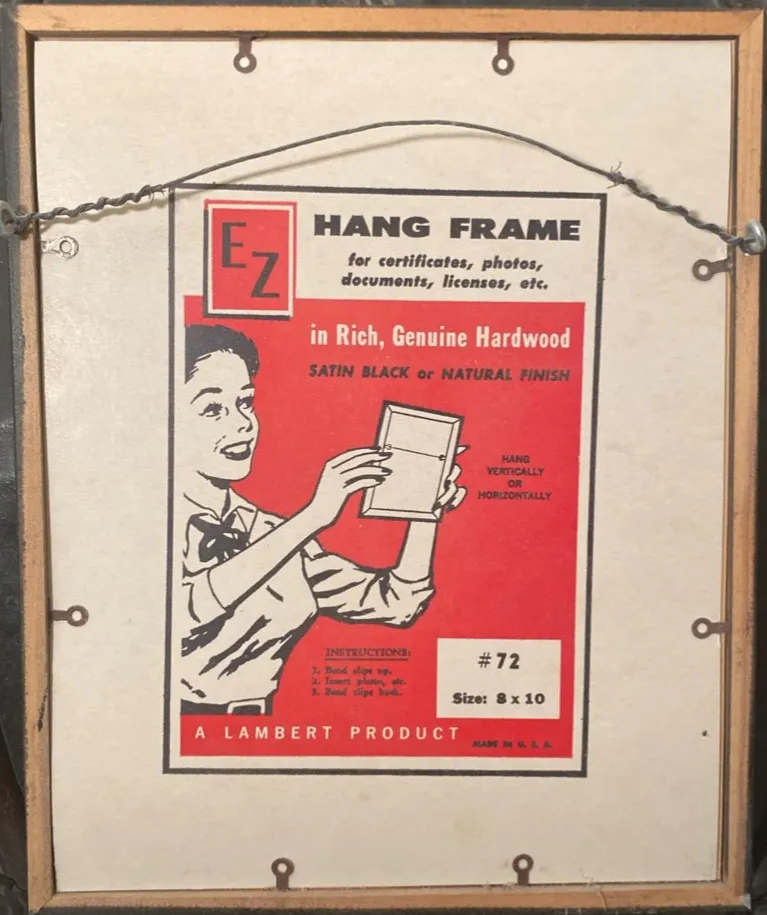 EZ
HANG FRAME
for certificates, photos,
documents, licenses, etc.
in Rich, Genuine Hardwood
SATIN BLACK or NATURAL FINISH
HANG
VERTICALLY
OR
HORIZONTALLY
INSTRUCTIONS:
1. Bend clips up.
2. Insert photo, etc.
3. Bend clips back.
#72
Size: 8 x 10
A LAMBERT PRODUCT
MADE IN U. S. A.